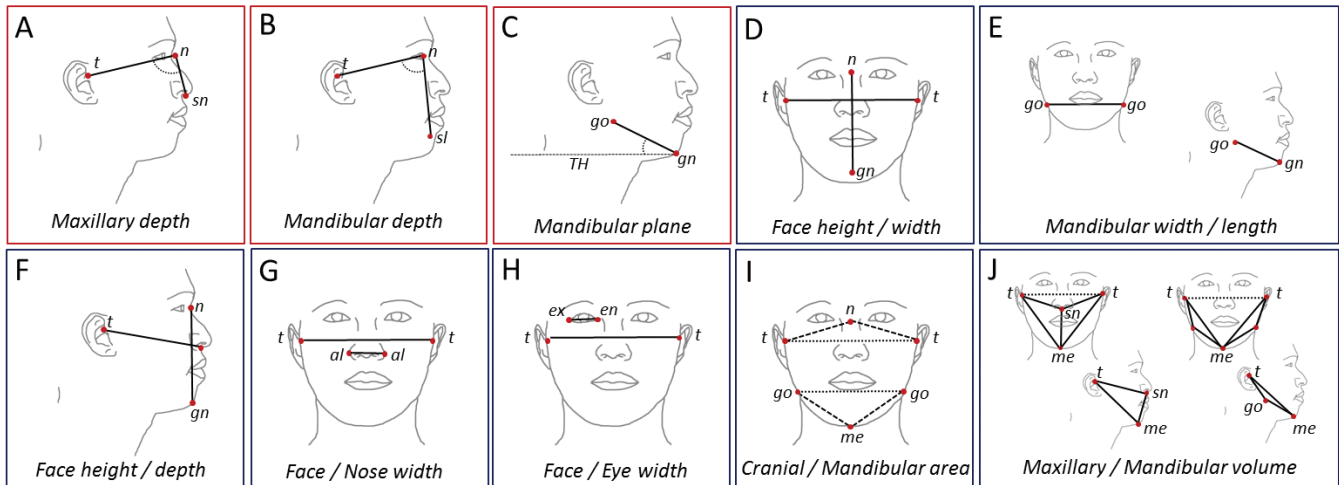 A
t
n
sn
Maxillary depth
B
t
n
sl
Mandibular depth
C
go
TH
gn
Mandibular plane
D
n
t
t
gn
Face height / width
E
go
go
go
gn
Mandibular width / length
F
n
t
gn
Face height / depth
G
t
t
al
al
Face / Nose width
H
ex
en
t
t
Face / Eye width
I
n
t
t
go
go
me
Cranial / Mandibular area
J
t
t
sn
me
t
t
me
t
sn
me
t
go
me
Maxillary / Mandibular volume